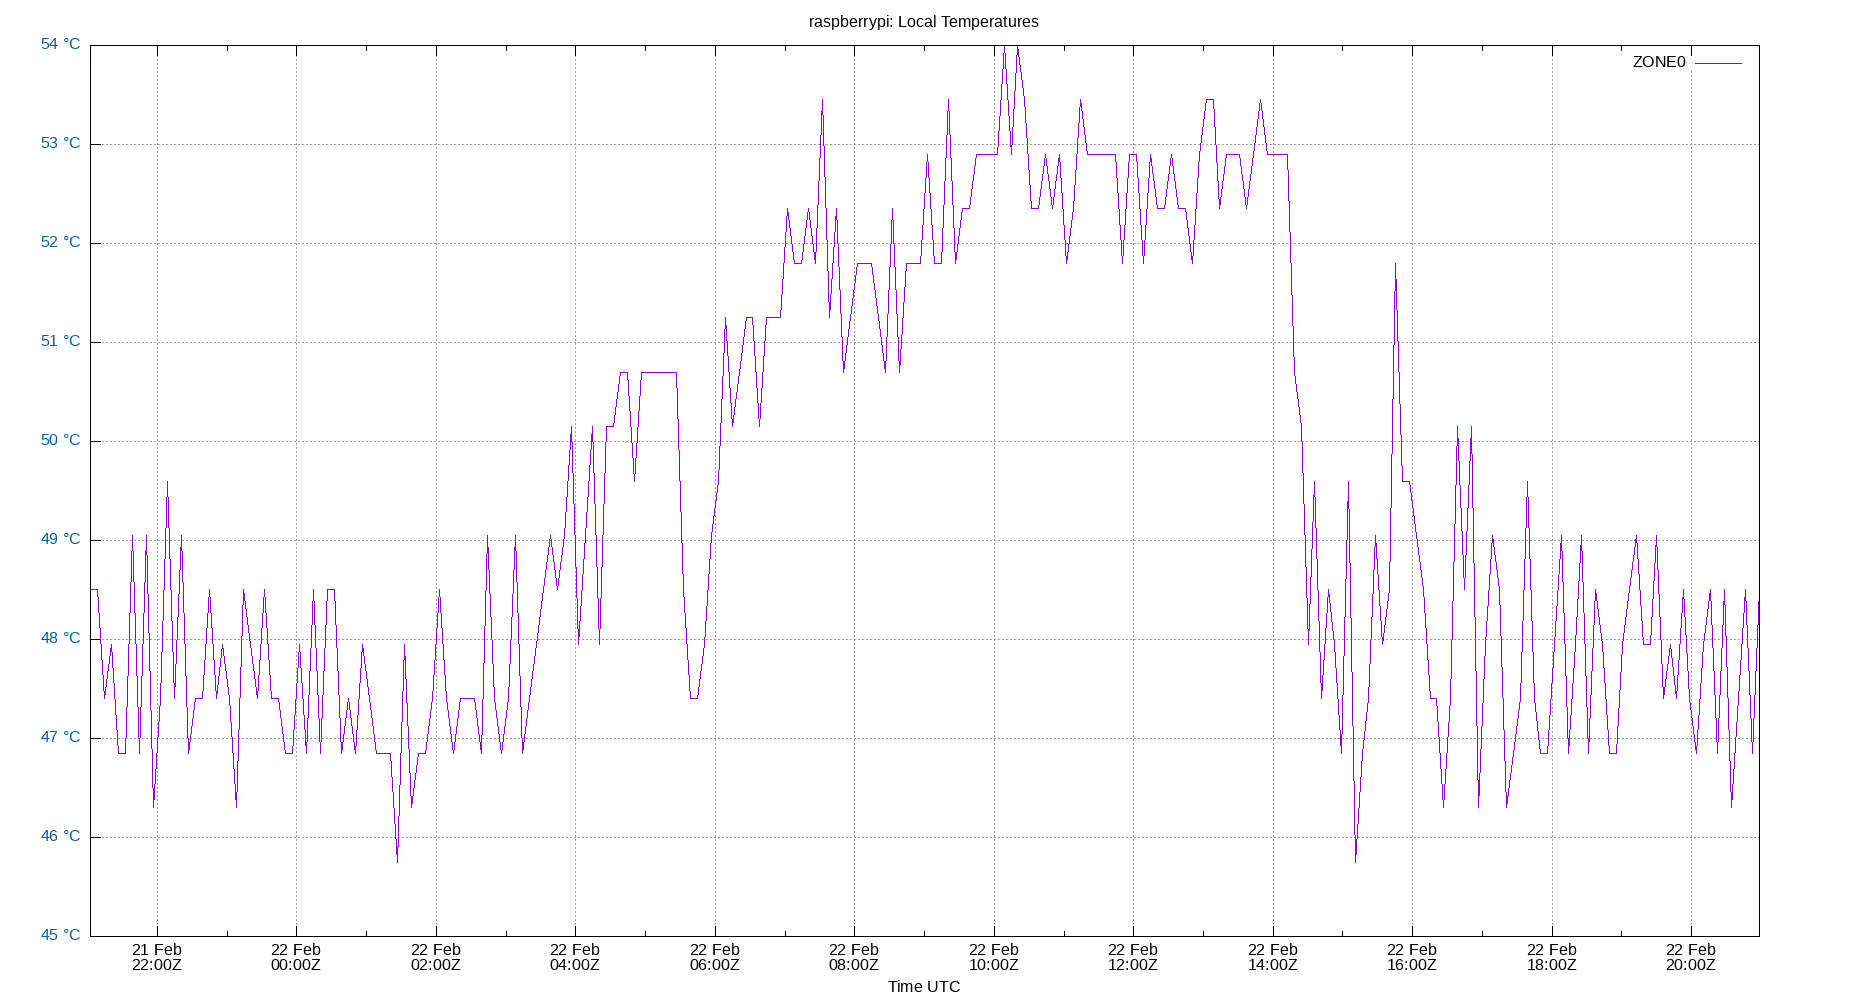 raspberrypi: Local Temperatures
54 °C
ZONE0
53 °C
52 °C
51 °C
50 °C
49 °C
48 °C
47 °C
46 °C
45 °C
21 Feb 22 Feb 22 Feb 22 Feb 22 Feb 22 Feb 22 Feb 22 Feb 22 Feb 22 Feb 22 Feb 22 Feb
22:00Z 00:00Z 02:00Z 04:00Z 06:00Z 08:00Z 10:00Z 12:00Z 14:00Z 16:00Z 18:00Z 20:00Z
Time UTC